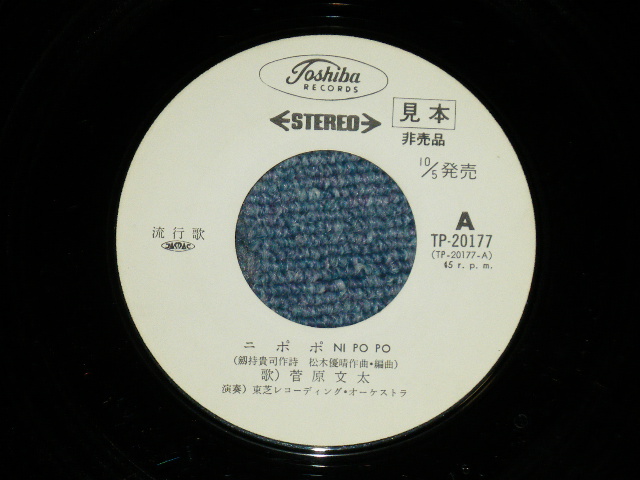 Toshiba
RECORDS
STEREO
見本
非売品
10/5 発売
A
TP-20177
(TP-20177-A)
45 r.p.m.
流行歌
JASRAC
ニポポ NI PO PO
(劔持貴司作詩 松木優晴作曲・編曲)
歌) 菅原文太
演奏) 東芝レコーディング・オーケストラ